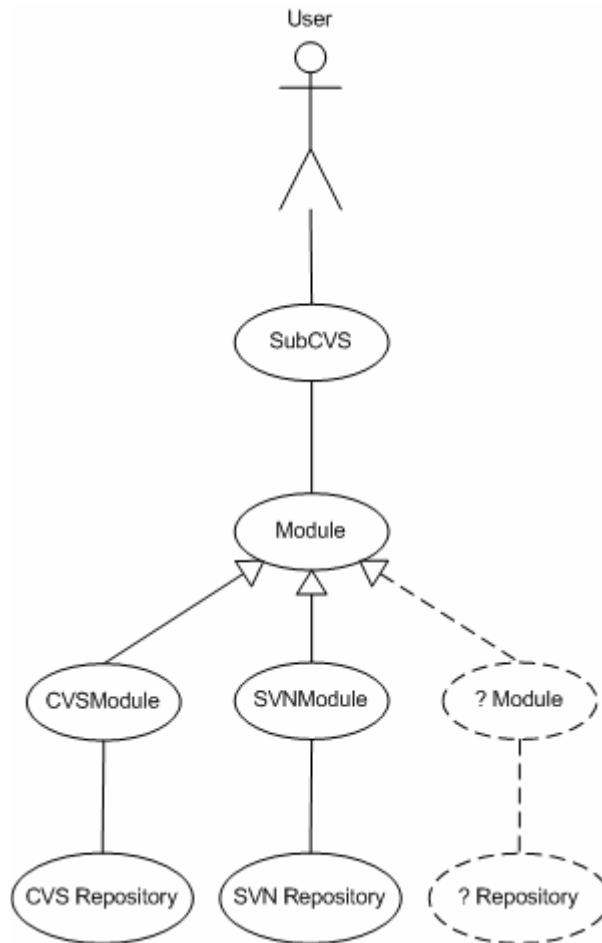 User
SubCVS
Module
CVSModule
SVNModule
? Module
CVS Repository
SVN Repository
? Repository